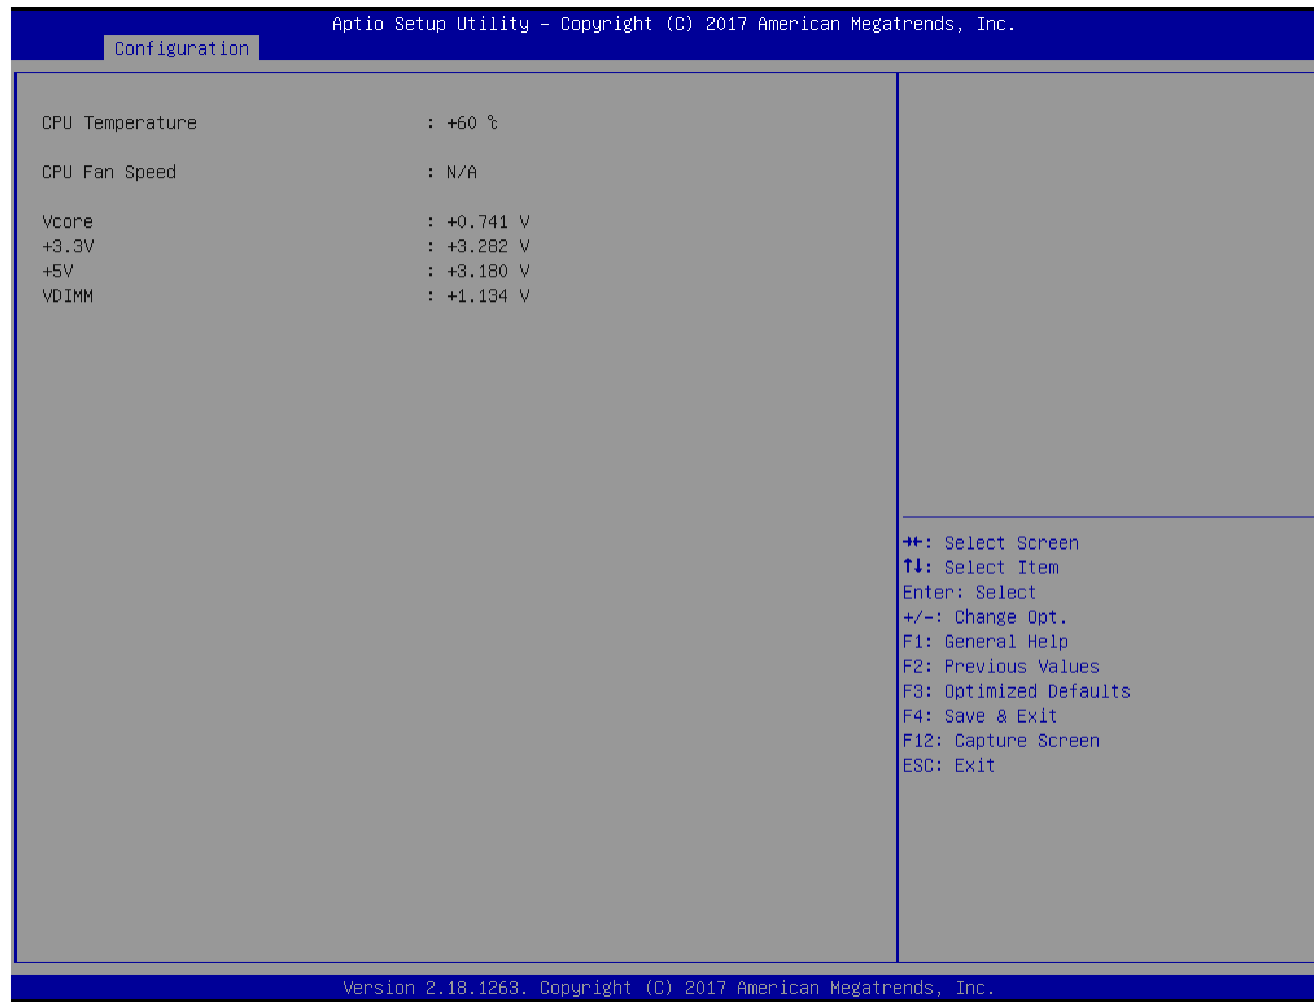 Aptio Setup Utility – Copyright (C) 2017 American Megatrends, Inc.
Configuration
CPU Temperature : +60 ℃
CPU Fan Speed : N/A
Vcore : +0.741 V
+3.3V : +3.282 V
+5V : +3.180 V
VDIMM : +1.134 V
→←: Select Screen
↑↓: Select Item
Enter: Select
+/-: Change Opt.
F1: General Help
F2: Previous Values
F3: Optimized Defaults
F4: Save & Exit
F12: Capture Screen
ESC: Exit
Version 2.18.1263. Copyright (C) 2017 American Megatrends, Inc.